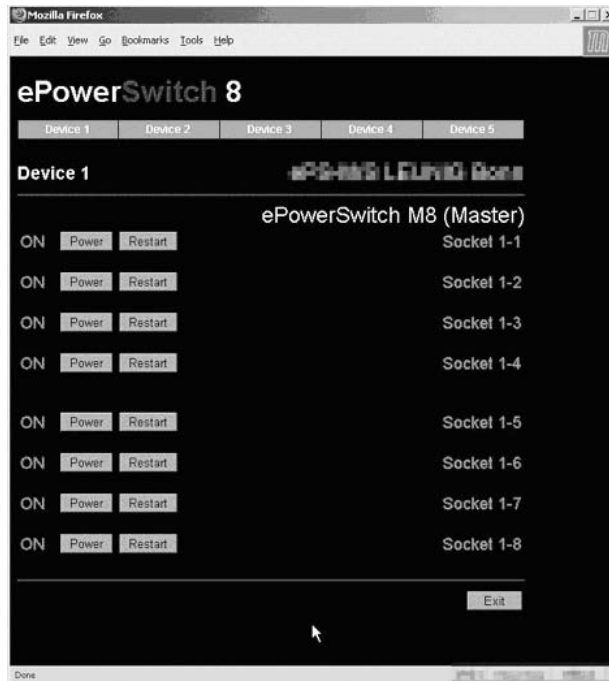 Mozilla Firefox
File Edit View Go Bookmarks Tools Help
ePowerSwitch 8
Device 1 Device 2 Device 3 Device 4 Device 5
Device 1
ePowerSwitch M8 (Master)
ON Power Restart Socket 1-1
ON Power Restart Socket 1-2
ON Power Restart Socket 1-3
ON Power Restart Socket 1-4
ON Power Restart Socket 1-5
ON Power Restart Socket 1-6
ON Power Restart Socket 1-7
ON Power Restart Socket 1-8
Exit
Done